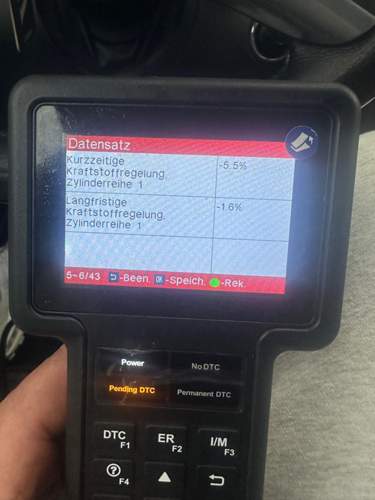 Datensatz
Kurzzeitige -5.5%
Kraftstoffregelung.
Zylinderreihe 1
Langfristige -1.6%
Kraftstoffregelung.
Zylinderreihe 1
5~6/43 -Been. OK -Speich. -Rek.
Power No DTC
Pending DTC Permanent DTC
DTC ER I/M
F1 F2 F3
? 
F4